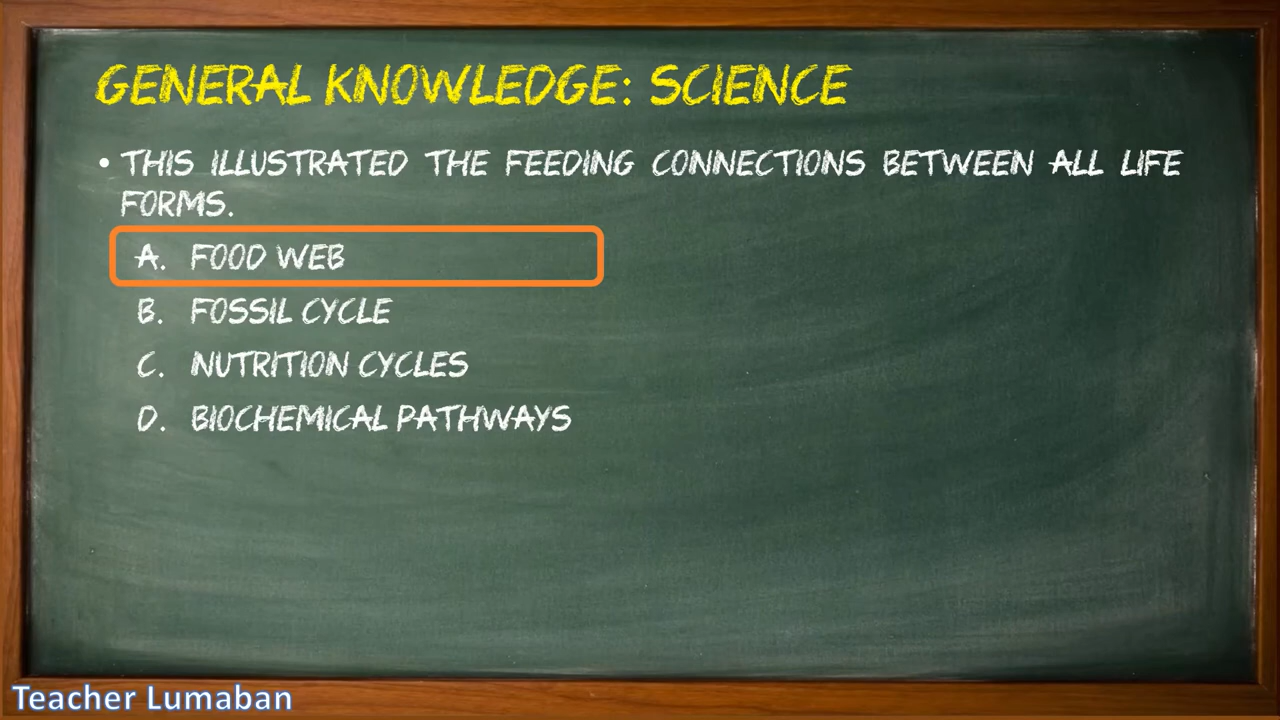 GENERAL KNOWLEDGE: SCIENCE
• THIS ILLUSTRATED THE FEEDING CONNECTIONS BETWEEN ALL LIFE
FORMS.
A. FOOD WEB
B. FOSSIL CYCLE
C. NUTRITION CYCLES
D. BIOCHEMICAL PATHWAYS
Teacher Lumaban